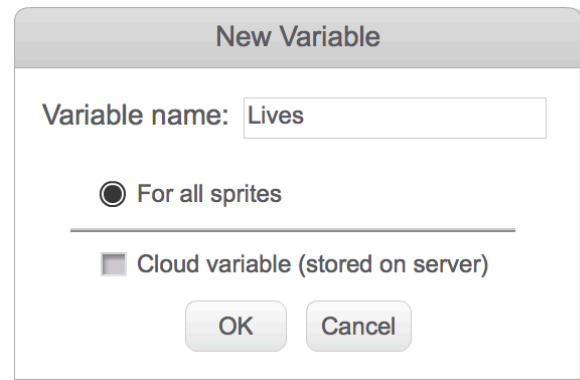 New Variable
Variable name: Lives
For all sprites
Cloud variable (stored on server)
OK Cancel